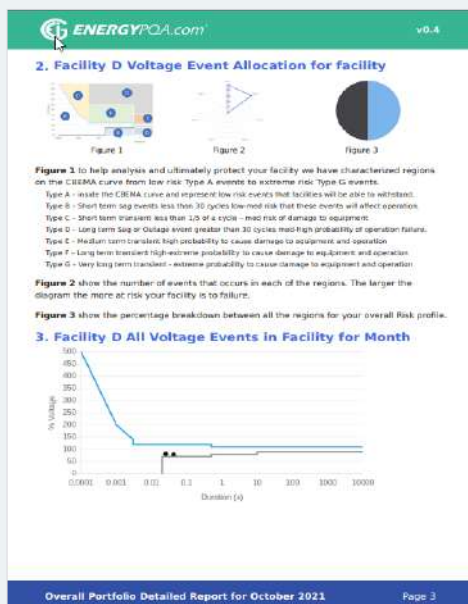 ENERGYPQA.com
v0.4
2. Facility D Voltage Event Allocation for facility
Figure 1
Figure 2
Figure 3
Figure 1 to help analysis and ultimately protect your facility we have characterized regions
on the CBEMA curve from low risk Type A events to extreme risk Type G events.
Type A - inside the CBEMA curve and represent low risk events that facilities will be able to withstand.
Type B - Short term sag events less than 30 cycles low-med risk that these events will affect operation
Type C - Short term transient less than 1/5 of a cycle - med risk of damage to equipment
Type D - Long term Sag or Outage event greater than 30 cycles med-high probability of operation failure.
Type E - Medium term transient high probability to cause damage to equipment and operation
Type F - Long term transient high-extreme probability to cause damage to equipment and operation
Type G - Very long term transient - extreme probability to cause damage to equipment and operation
Figure 2 show the number of events that occurs in each of the regions. The larger the
diagram the more at risk your facility is to failure.
Figure 3 show the percentage breakdown between all the regions for your overall Risk profile.
3. Facility D All Voltage Events in Facility for Month
500
450
400
350
300
250
200
150
100
50
0
% Voltage
0.0001 0.001 0.01 0.1 1 10 100 1000 10000
Duration (s)
Overall Portfolio Detailed Report for October 2021
Page 3